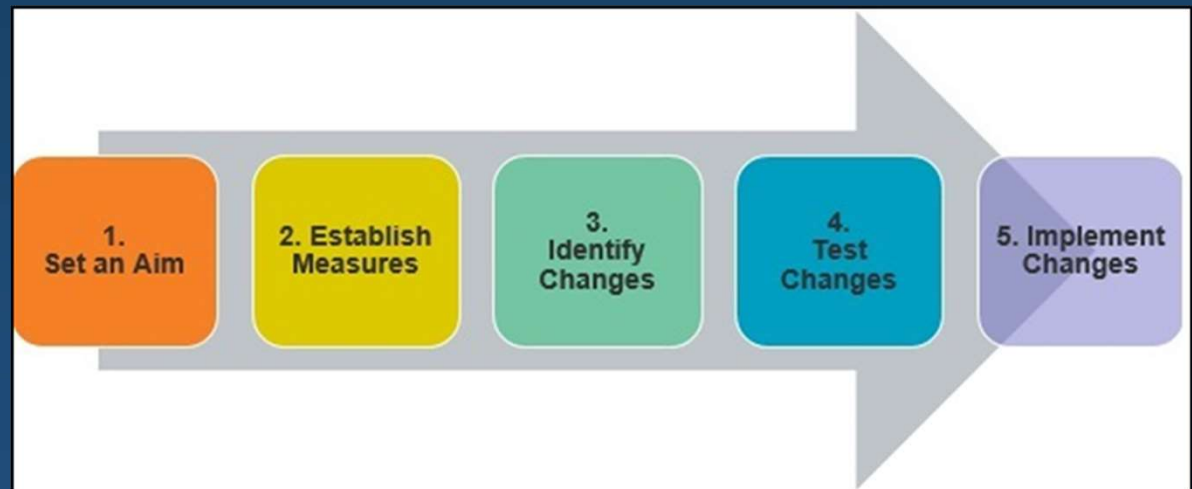 1.
Set an Aim
2. Establish
Measures
3.
Identify
Changes
4.
Test
Changes
5. Implement
Changes